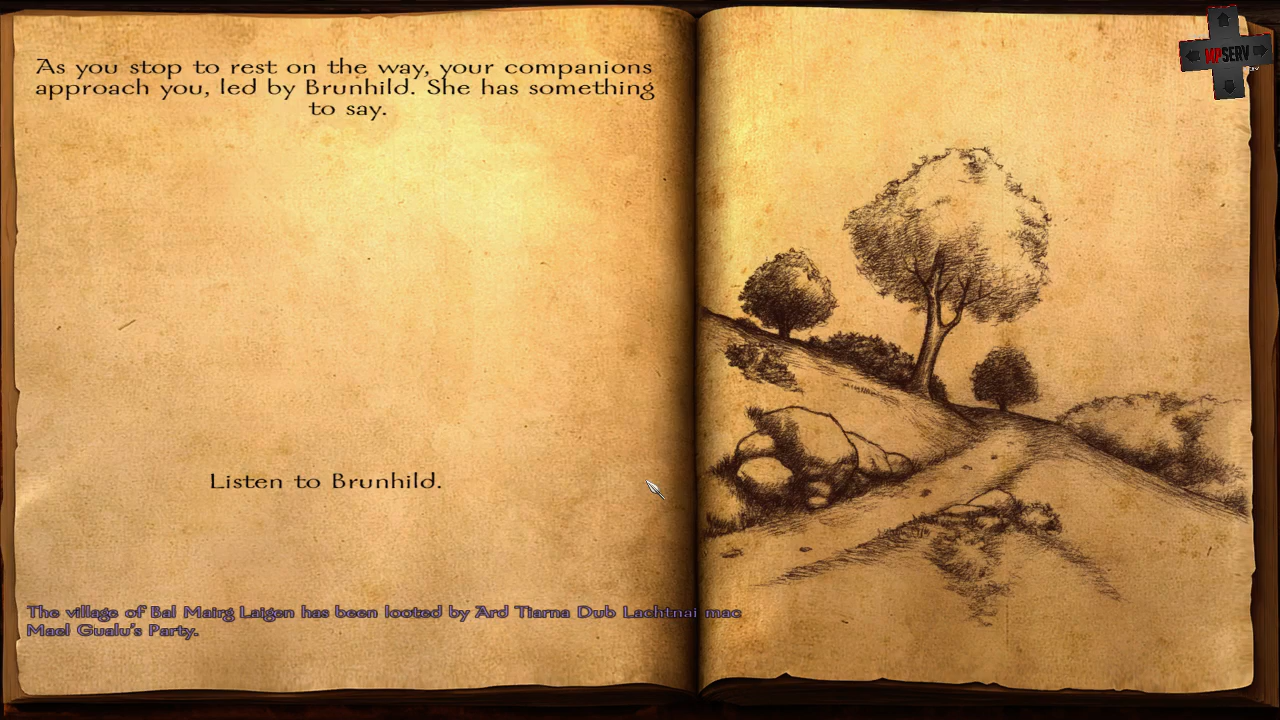 As you stop to rest on the way, your companions
approach you, led by Brunhild. She has something
to say.
Listen to Brunhild.
The village of Bal Mairg Laigen has been looted by Ard Tiarna Dub Lachtnai mac
Mael Gualu's Party.
MPSERV